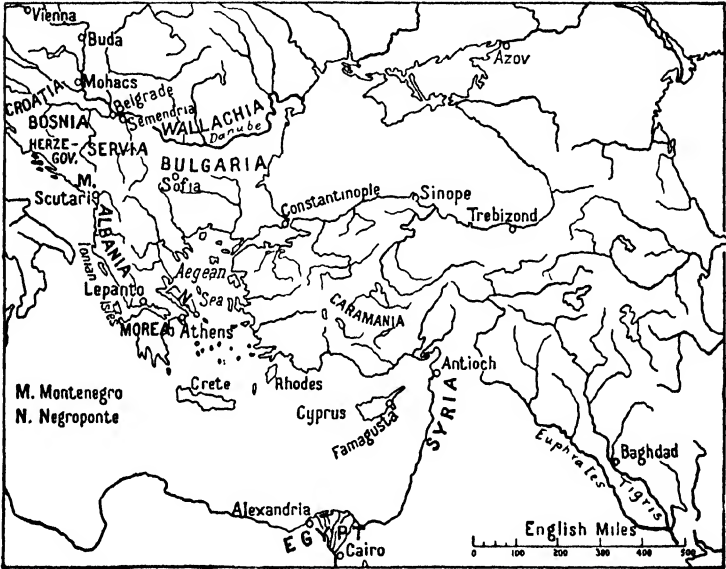 Vienna
Buda
Azov
Mohacs
CROATIA
Belgrade
Semendria
WALLACHIA
Danube
BOSNIA
HERZE-
GOV.
SERVIA
BULGARIA
Sofia
M.
Scutari
ALBANIA
Constantinople
Sinope
Trebizond
Ionian
Isles
Aegean
Sea
Lepanto
N.
CARAMANIA
MOREA
Athens
Antioch
Crete
Rhodes
M. Montenegro
N. Negroponte
Cyprus
Famagusta
SYRIA
Euphrates
Tigris
Baghdad
Alexandria
EGYPT
Cairo
English Miles
0 100 200 300 400 500